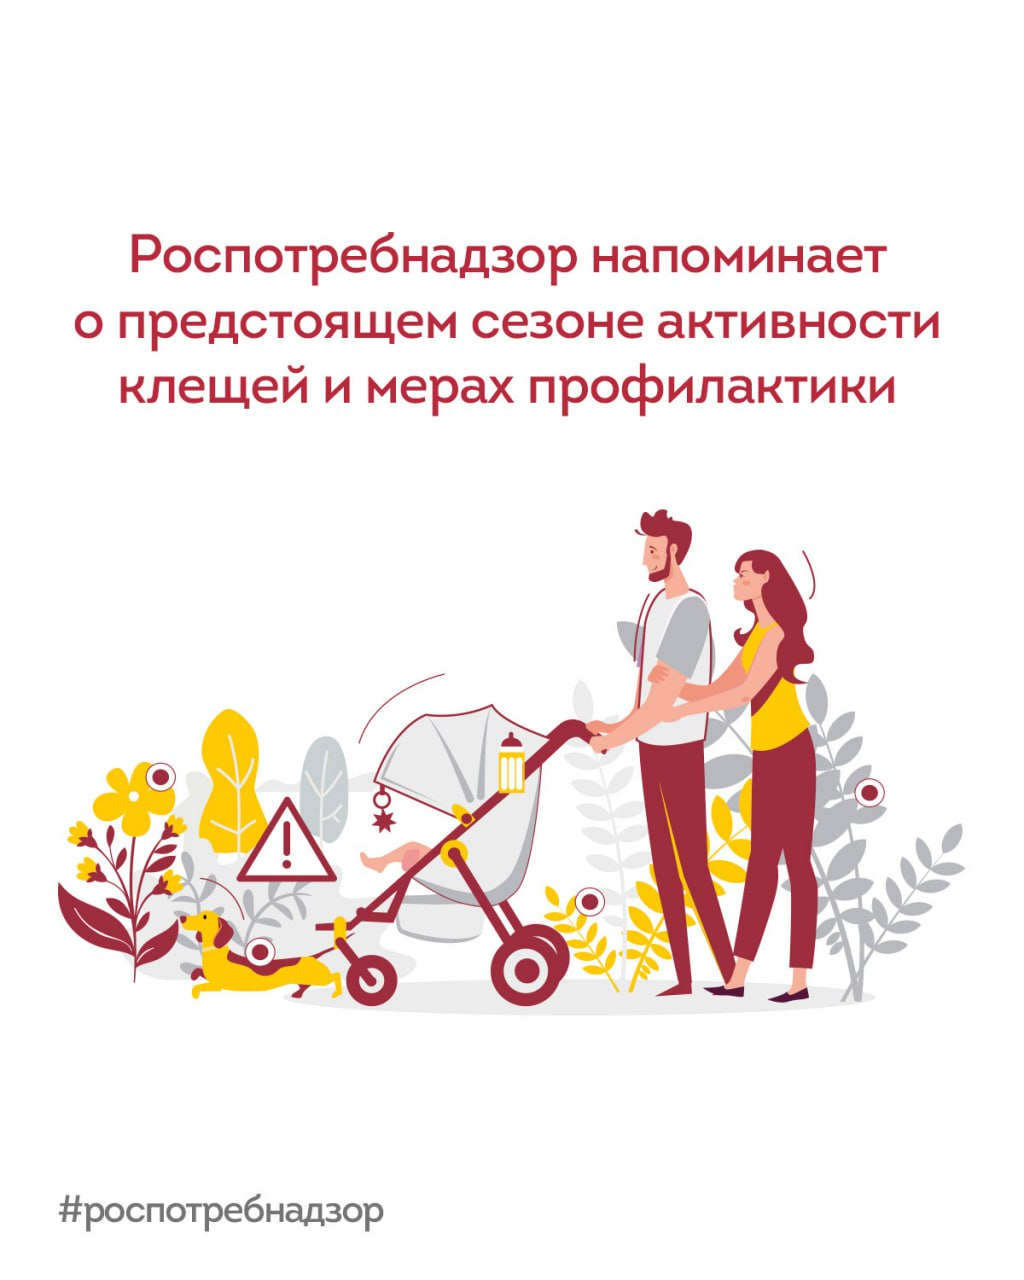 Роспотребнадзор напоминает
о предстоящем сезоне активности
клещей и мерах профилактики
!
#роспотребнадзор